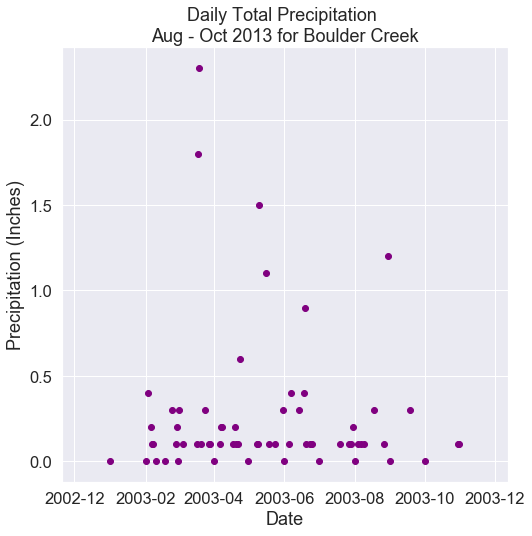 Daily Total Precipitation
Aug - Oct 2013 for Boulder Creek
Precipitation (Inches)
2.0
1.5
1.0
0.5
0.0
2002-12 2003-02 2003-04 2003-06 2003-08 2003-10 2003-12
Date